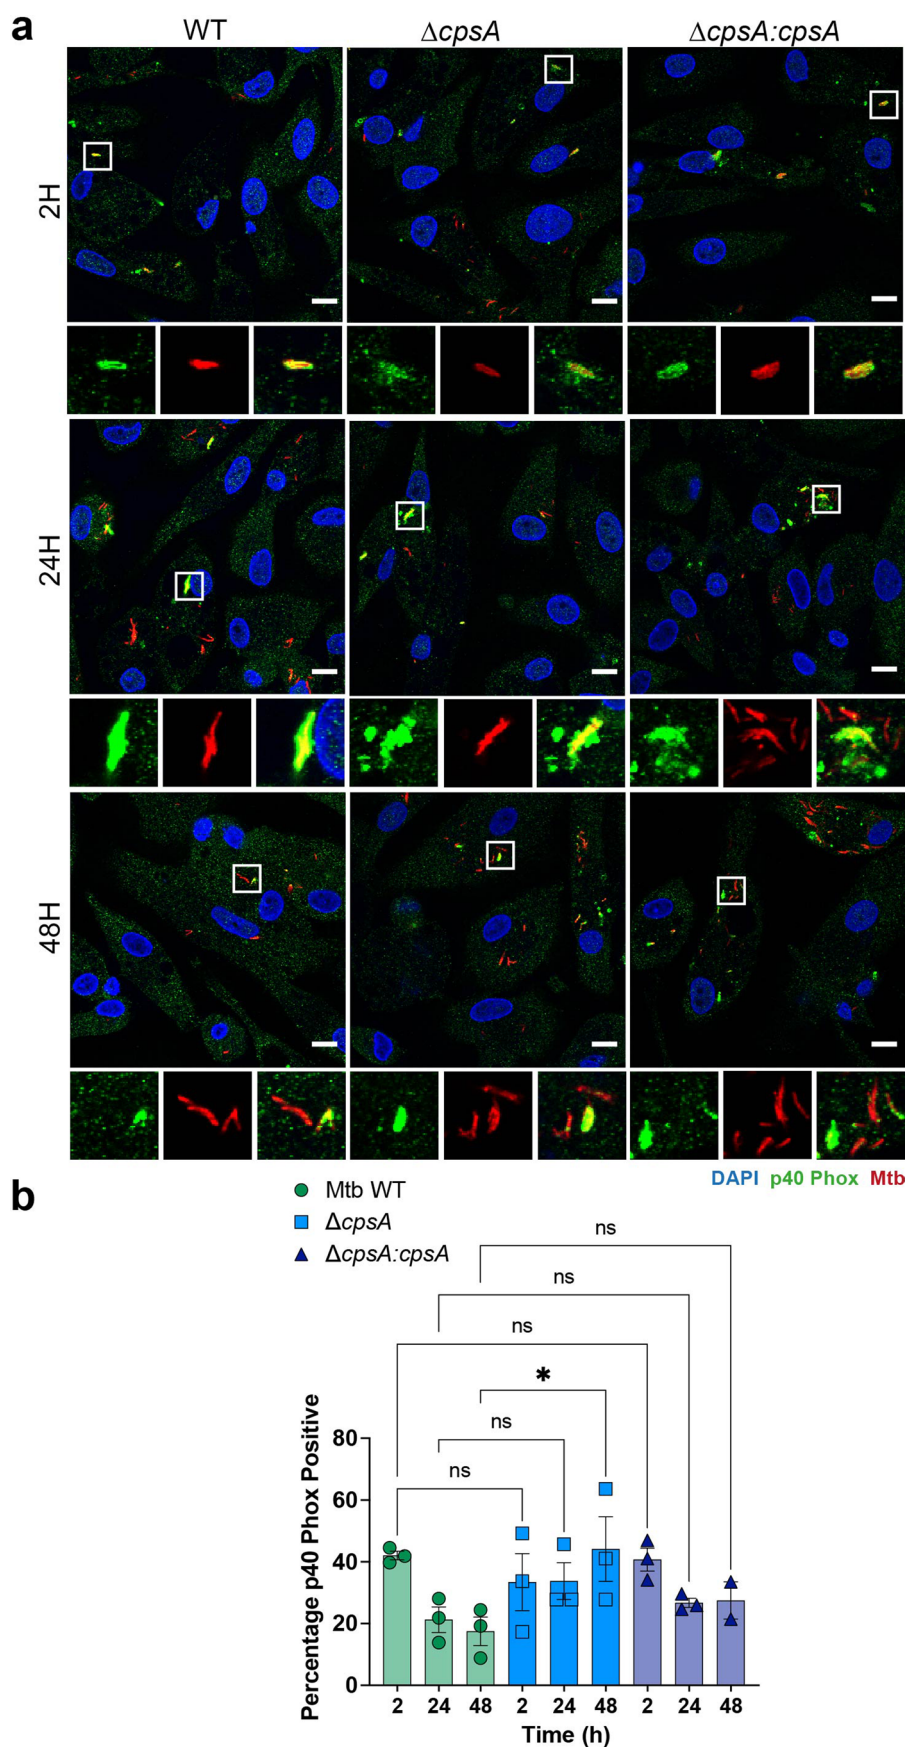 a
WT ΔcpsA ΔcpsA:cpsA
2H
24H
48H
DAPI p40 Phox Mtb
b
Mtb WT
ΔcpsA
ΔcpsA:cpsA
ns
ns
ns
*
ns
ns
Percentage p40 Phox Positive
80
60
40
20
0
2 24 48 2 24 48 2 24 48
Time (h)